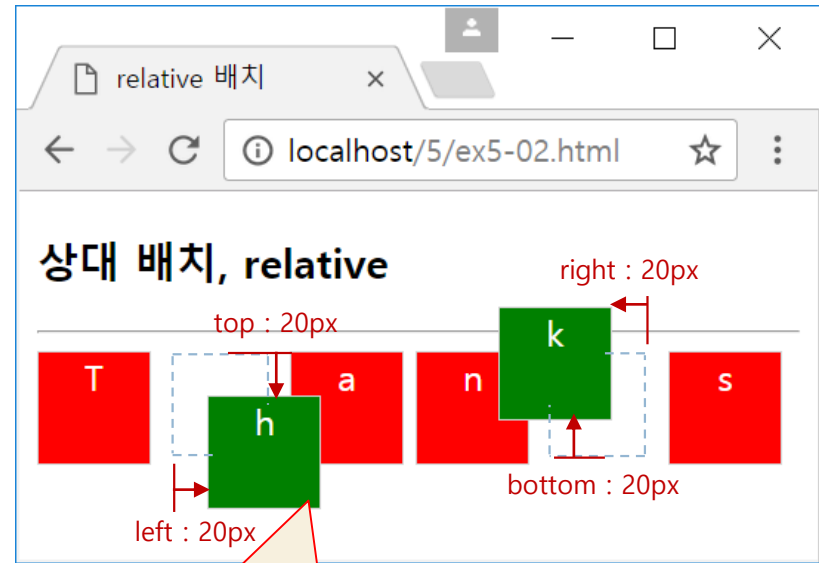 relative 배치
localhost/5/ex5-02.html
상대 배치, relative
right : 20px
top : 20px
k
T
a
n
s
h
bottom : 20px
left : 20px